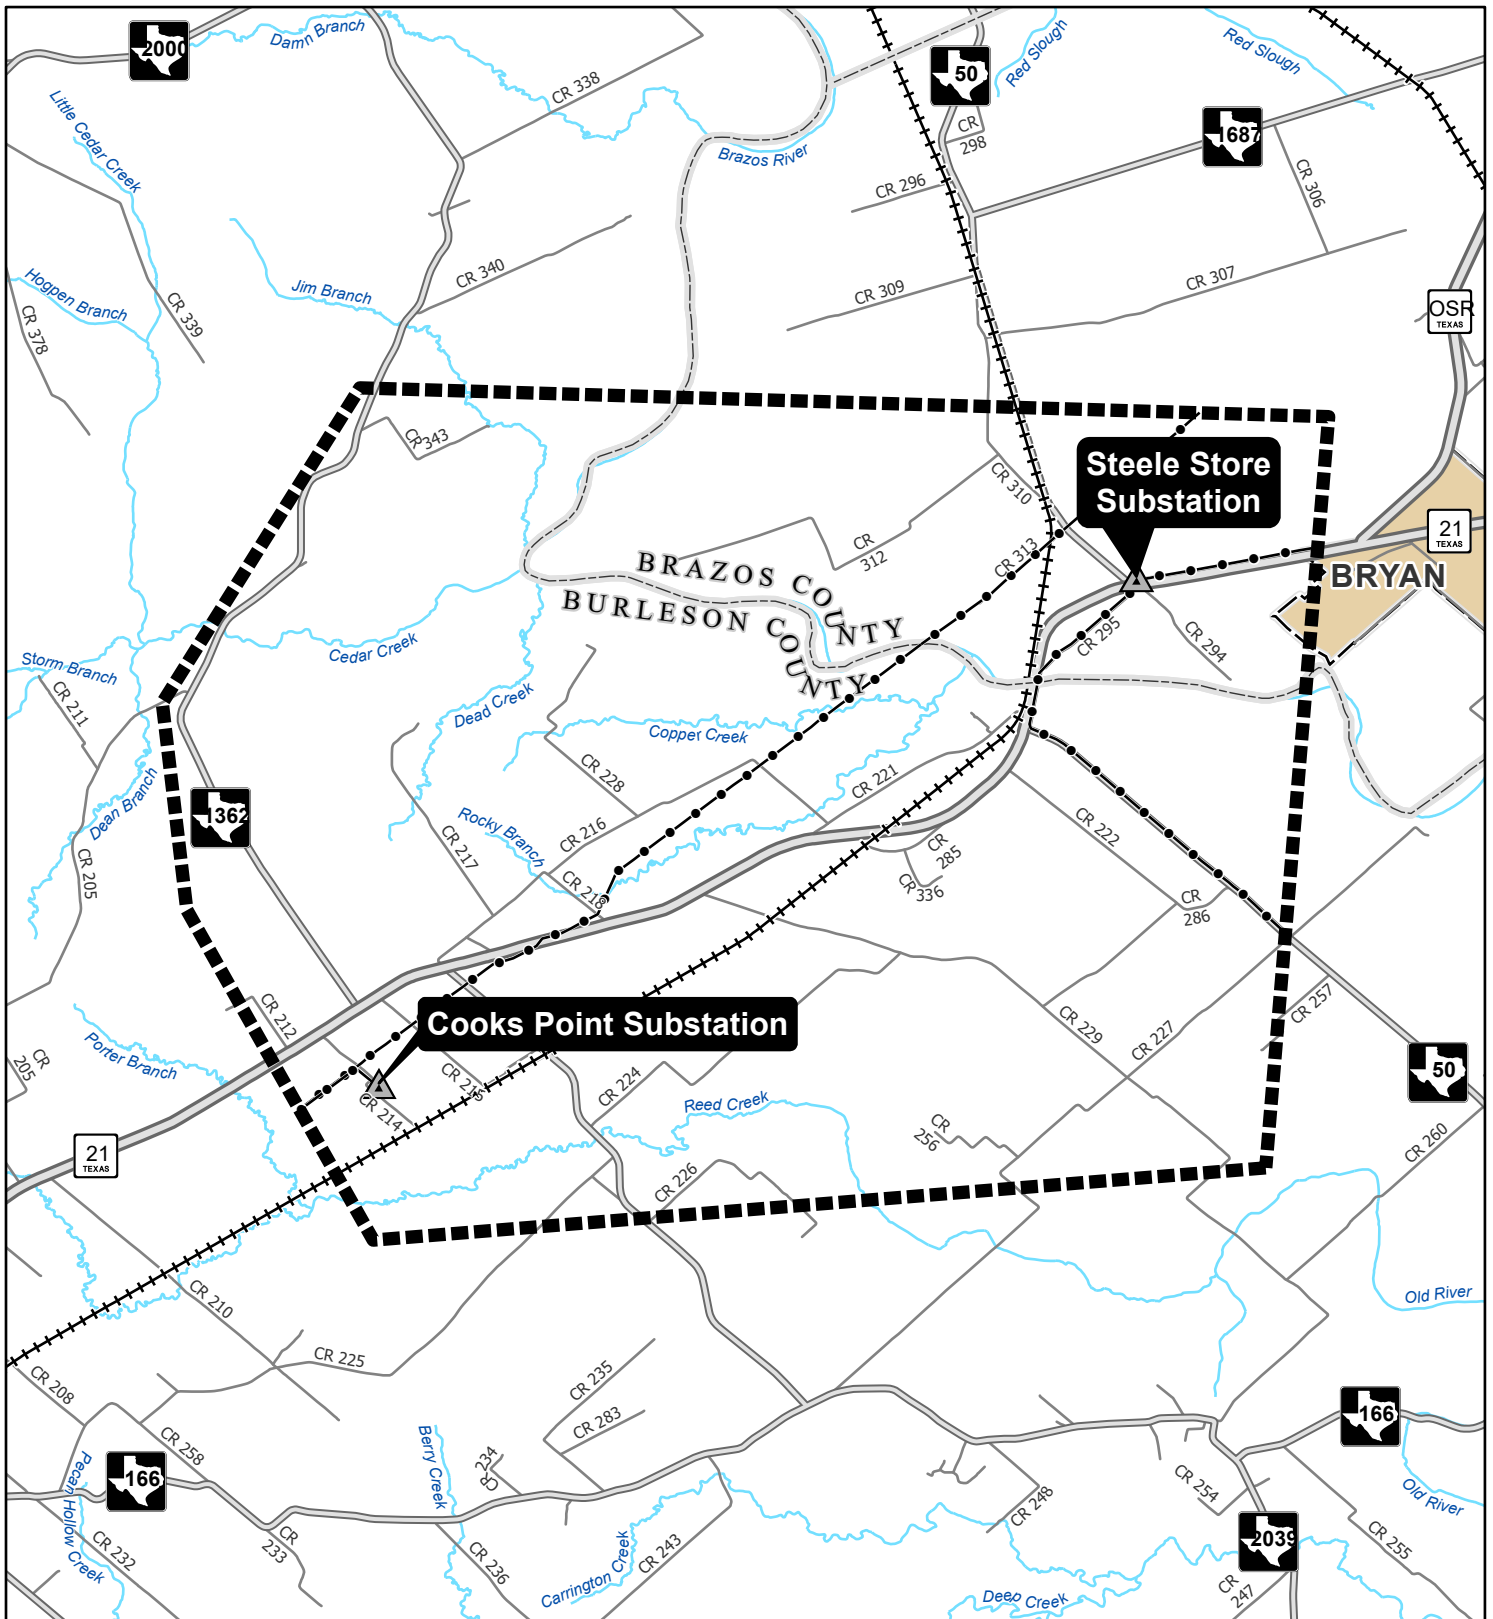 2000
Damn Branch
CR 338
50
Red Slough
Red Slough
1687
CR
298
Little Cedar Creek
Brazos River
CR 296
CR 306
Hogpen Branch
CR 339
CR 378
Jim Branch
CR 340
CR 309
CR 307
OSR
TEXAS
CR 343
CR 310
Steele Store
Substation
CR
312
CR 313
21
TEXAS
BRYAN
BRAZOS COUNTY
BURLESON COUNTY
CR 295
CR 294
Storm Branch
Cedar Creek
CR 211
Dead Creek
Copper Creek
Dean Branch
CR 228
CR 221
1362
CR 216
Rocky Branch
CR 217
CR 222
CR
285
CR 336
CR 205
CR 218
CR
286
CR 212
CR 257
Cooks Point Substation
CR 229
CR 227
Porter Branch
CR
205
CR 215
CR 224
50
CR 214
Reed Creek
CR
256
CR 260
21
TEXAS
CR 226
CR 210
Old River
CR 225
CR 208
CR 235
CR 283
166
CR 258
Berry Creek
CR
234
166
Pecan Hollow Creek
CR 254
Old River
CR 248
CR
233
CR 232
CR 243
CR 236
2039
CR 255
Carrington Creek
Deep Creek
CR
247